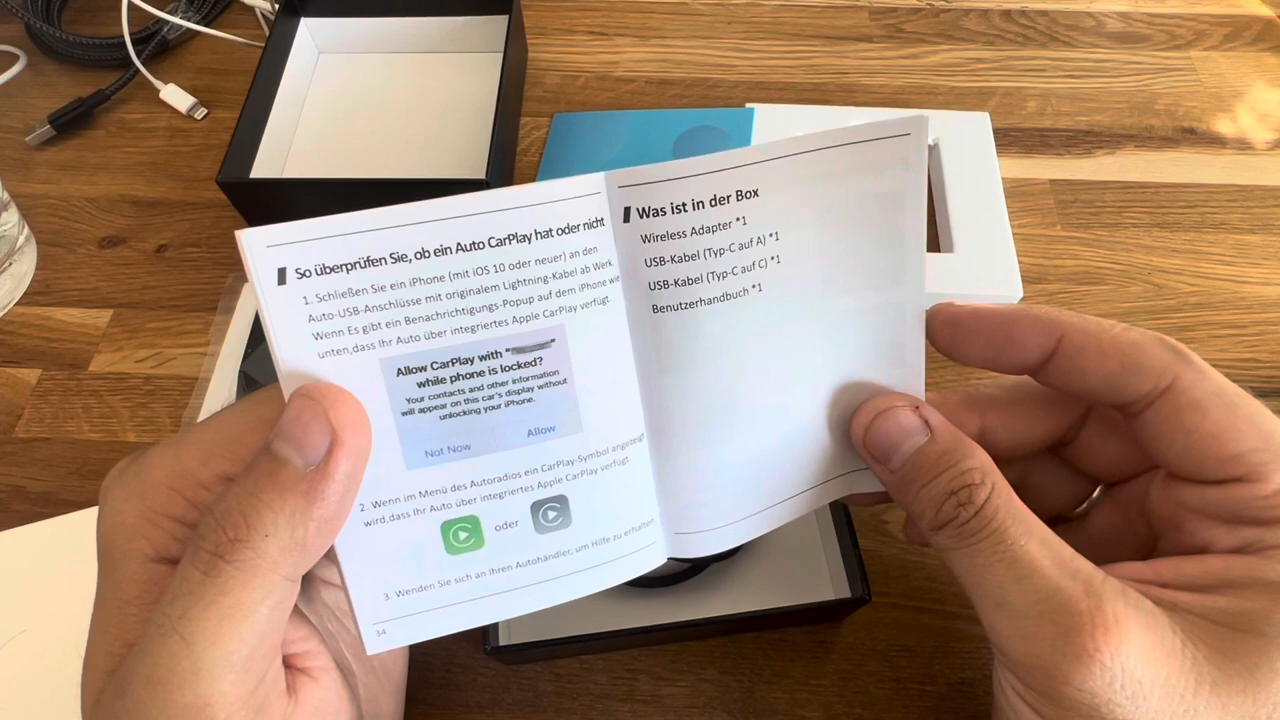 So überprüfen Sie, ob ein Auto CarPlay hat oder nicht
1. Schließen Sie ein iPhone (mit iOS 10 oder neuer) an den
Auto-USB-Anschlüsse mit originalem Lightning-Kabel ab Werk.
Wenn Es gibt ein Benachrichtigungs-Popup auf dem iPhone wie
unten,dass Ihr Auto über integriertes Apple CarPlay verfügt.
Allow CarPlay with "
"
while phone is locked?
Your contacts and other information
will appear on this car's display without
unlocking your iPhone.
Not Now
Allow
2. Wenn im Menü des Autoradios ein CarPlay-Symbol angezeigt
wird,dass Ihr Auto über integriertes Apple CarPlay verfügt.
oder
3. Wenden Sie sich an Ihren Autohändler, um Hilfe zu erhalten.
34
Was ist in der Box
Wireless Adapter *1
USB-Kabel (Typ-C auf A) *1
USB-Kabel (Typ-C auf C) *1
Benutzerhandbuch *1